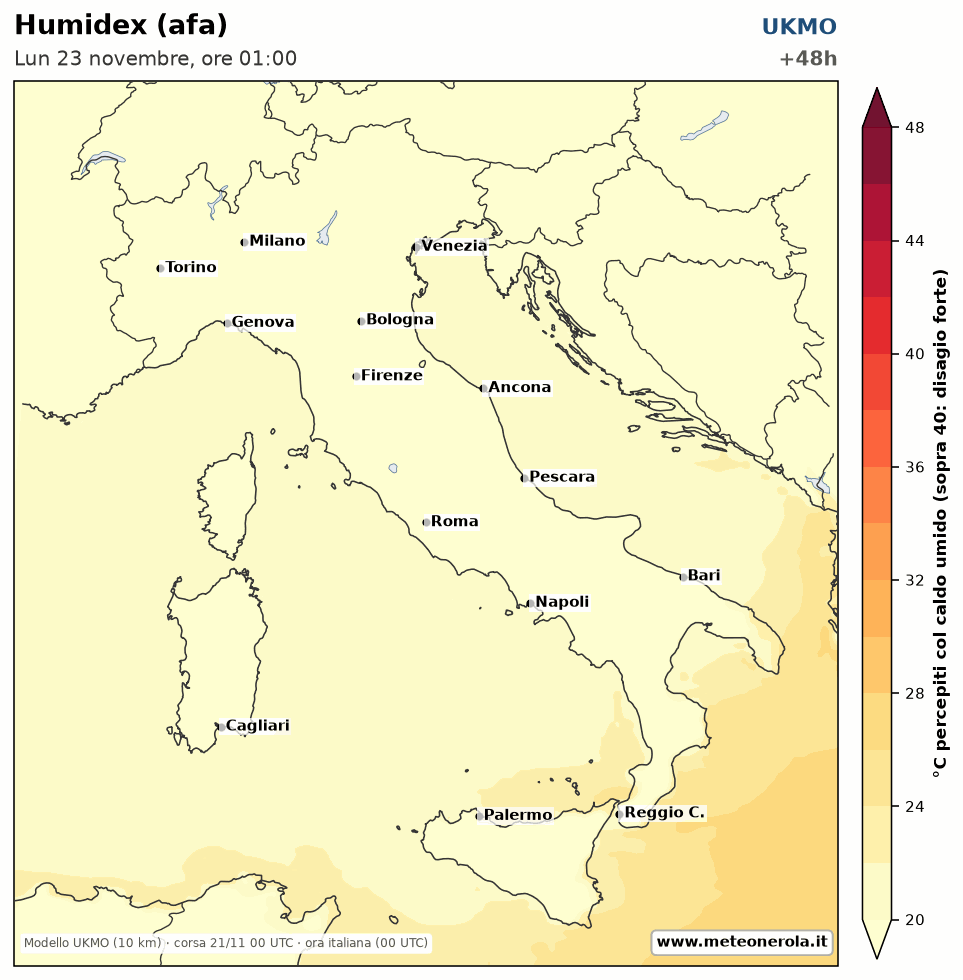 Humidex (afa)
UKMO
Lun 23 novembre, ore 01:00
+48h
Milano
Venezia
Torino
Genova
Bologna
Firenze
Ancona
Pescara
Roma
Bari
Napoli
Cagliari
Palermo
Reggio C.
48
44
40
36
32
28
24
20
°C percepiti col caldo umido (sopra 40: disagio forte)
Modello UKMO (10 km) · corsa 21/11 00 UTC · ora italiana (00 UTC)
www.meteonerola.it